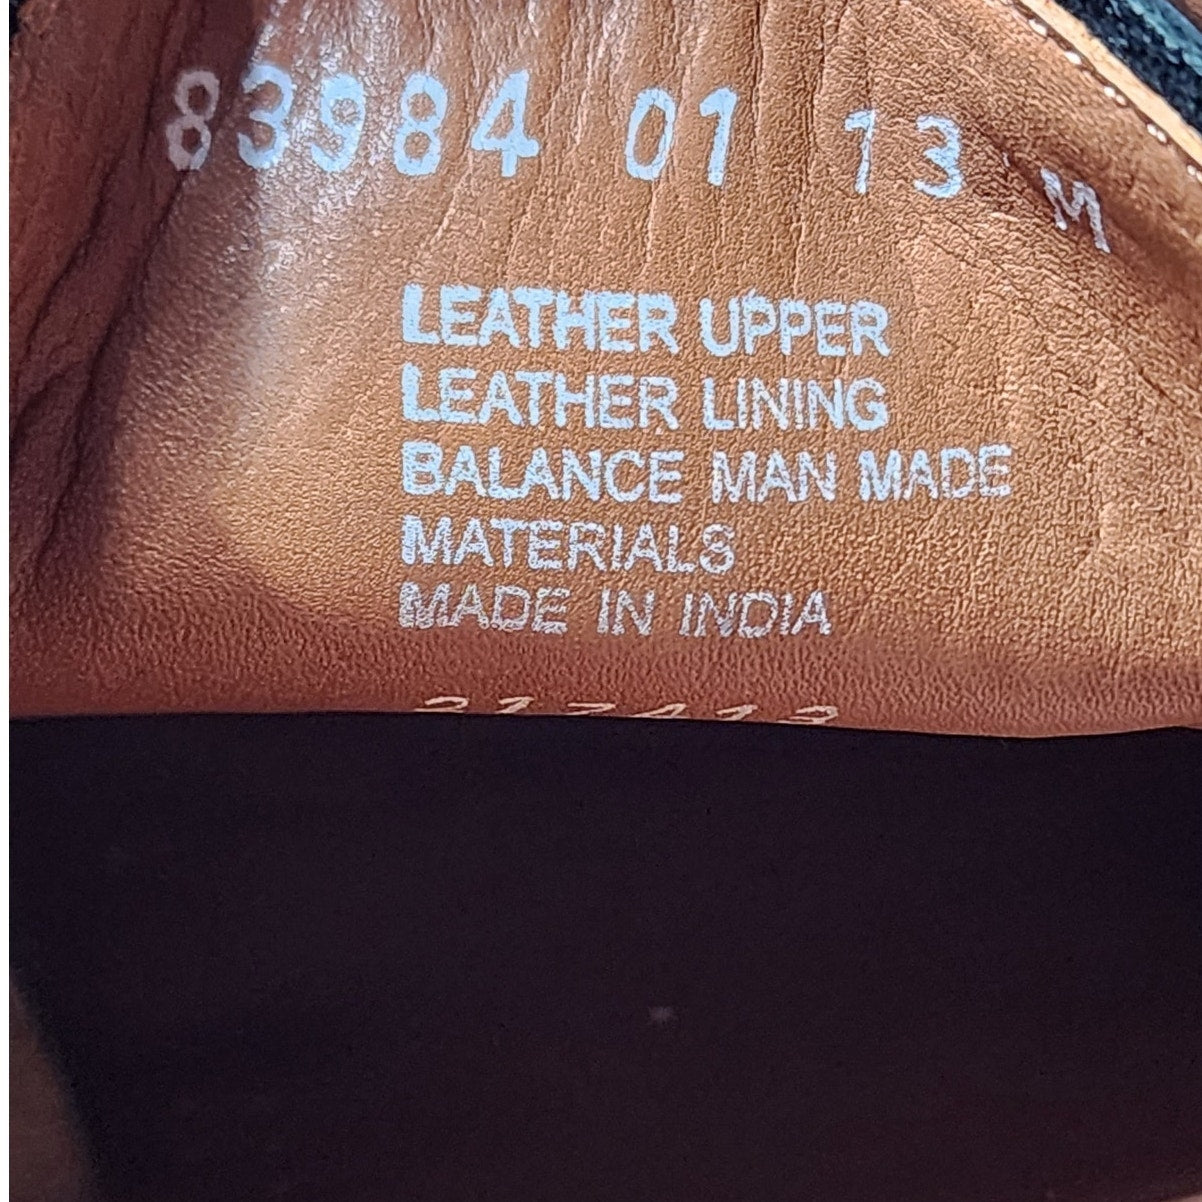 83984 01 13 M
LEATHER UPPER
LEATHER LINING
BALANCE MAN MADE
MATERIALS
MADE IN INDIA